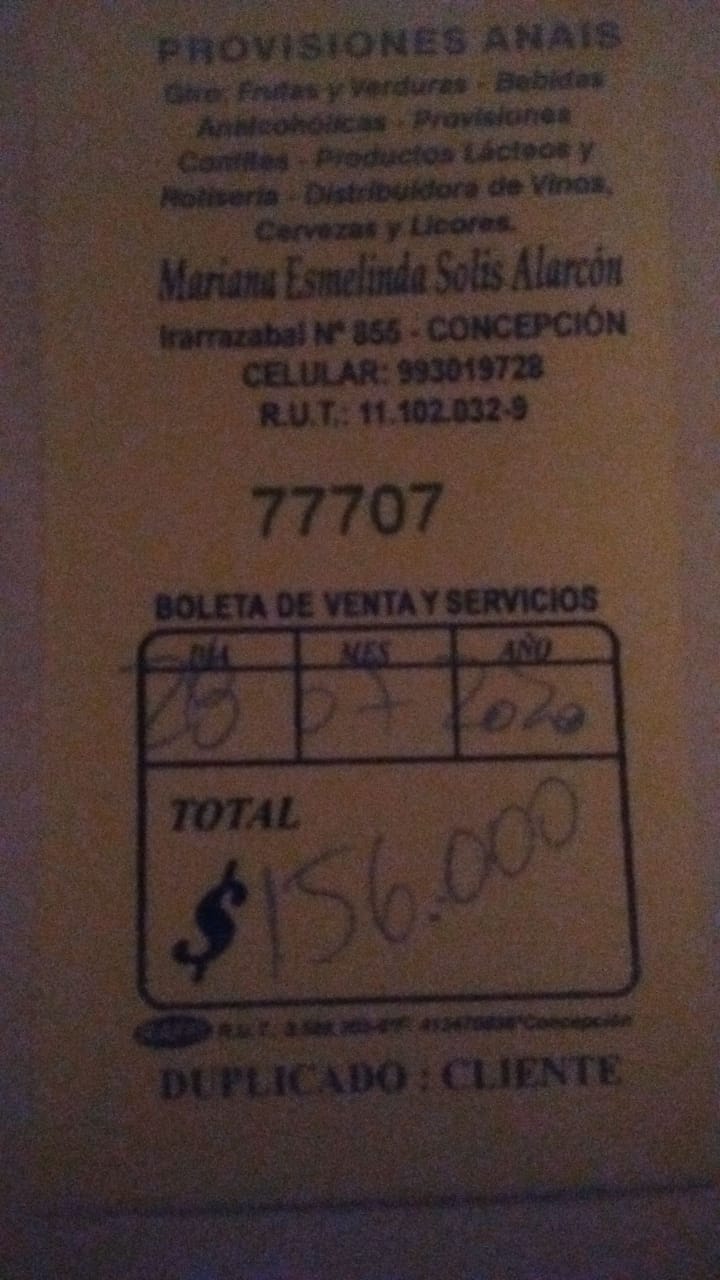 PROVISIONES ANAIS
Giro: Frutas y Verduras - Bebidas
Analcohólicas - Provisiones
Confites - Productos Lácteos y
Rotisería - Distribuidora de Vinos,
Cervezas y Licores.
Mariana Esmelinda Solis Alarcón
Irarrazabal Nº 855 - CONCEPCIÓN
CELULAR: 993019728
R.U.T.: 11.102.032-9
77707
BOLETA DE VENTA Y SERVICIOS
DÍA MES AÑO
28 07 2020
TOTAL
$ 156.000
R.U.T. Concepción
DUPLICADO : CLIENTE